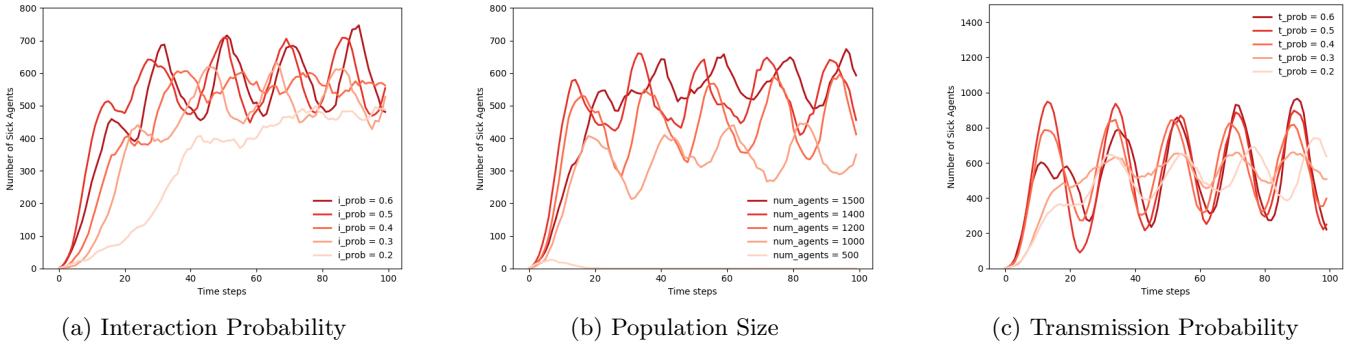 800
700
600
500
400
300
200
100
0
Number of Sick Agents
0
20
40
60
80
100
Time steps
i_prob = 0.6
i_prob = 0.5
i_prob = 0.4
i_prob = 0.3
i_prob = 0.2
(a) Interaction Probability
800
700
600
500
400
300
200
100
0
Number of Sick Agents
0
20
40
60
80
100
Time steps
num_agents = 1500
num_agents = 1400
num_agents = 1200
num_agents = 1000
num_agents = 500
(b) Population Size
1400
1200
1000
800
600
400
200
0
Number of Sick Agents
0
20
40
60
80
100
Time steps
t_prob = 0.6
t_prob = 0.5
t_prob = 0.4
t_prob = 0.3
t_prob = 0.2
(c) Transmission Probability